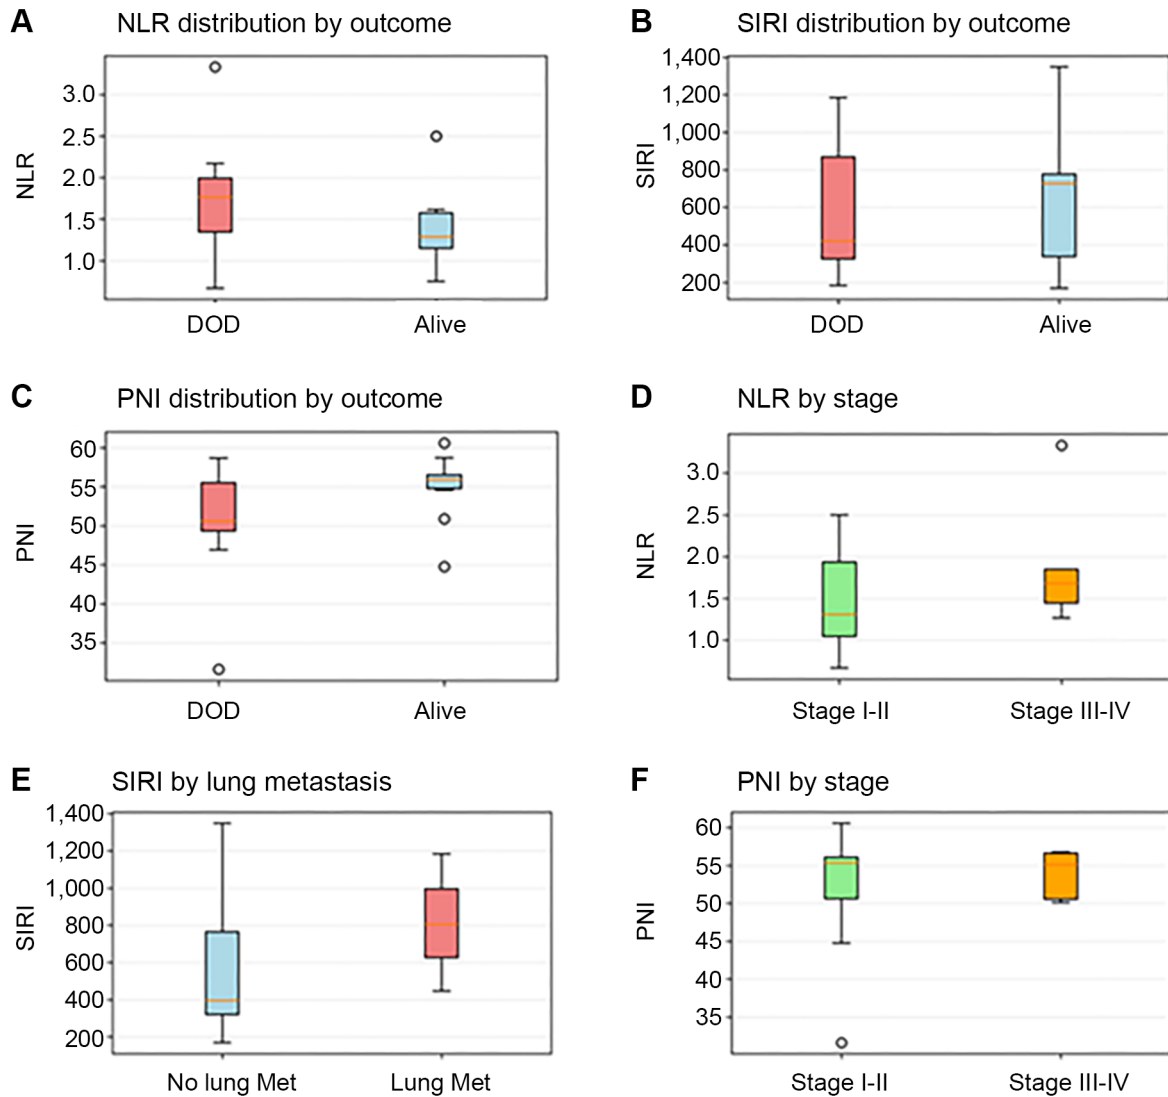 A NLR distribution by outcome
NLR
3.0
2.5
2.0
1.5
1.0
DOD Alive
B SIRI distribution by outcome
SIRI
1,400
1,200
1,000
800
600
400
200
DOD Alive
C PNI distribution by outcome
PNI
60
55
50
45
40
35
DOD Alive
D NLR by stage
NLR
3.0
2.5
2.0
1.5
1.0
Stage I-II Stage III-IV
E SIRI by lung metastasis
SIRI
1,400
1,200
1,000
800
600
400
200
No lung Met Lung Met
F PNI by stage
PNI
60
55
50
45
40
35
Stage I-II Stage III-IV